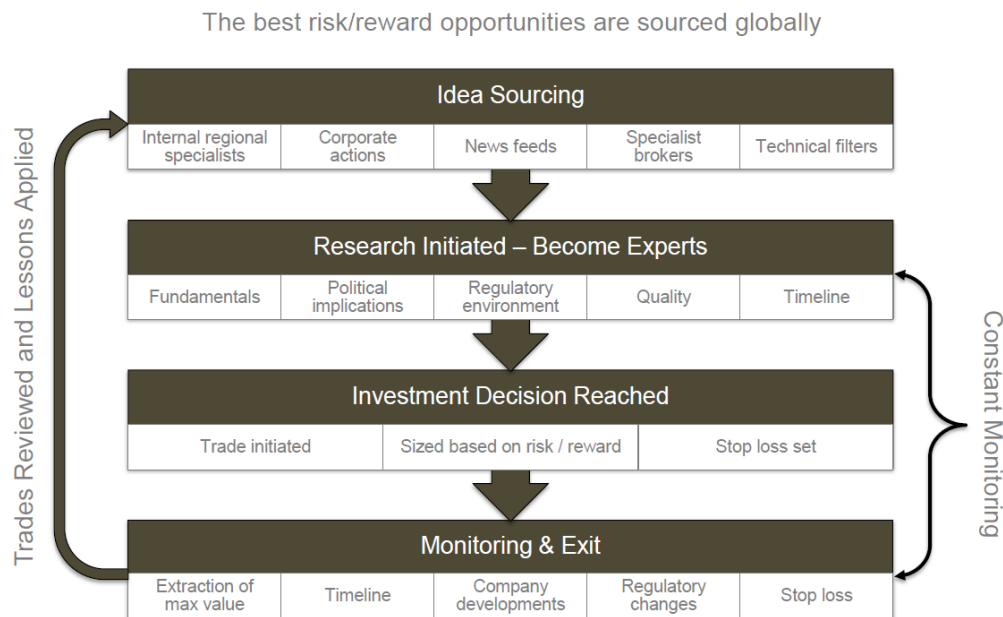 The best risk/reward opportunities are sourced globally
Idea Sourcing
Internal regional
specialists
Corporate
actions
News feeds
Specialist
brokers
Technical filters
Research Initiated – Become Experts
Fundamentals
Political
implications
Regulatory
environment
Quality
Timeline
Investment Decision Reached
Trade initiated
Sized based on risk / reward
Stop loss set
Monitoring & Exit
Extraction of
max value
Timeline
Company
developments
Regulatory
changes
Stop loss
Trades Reviewed and Lessons Applied
Constant Monitoring